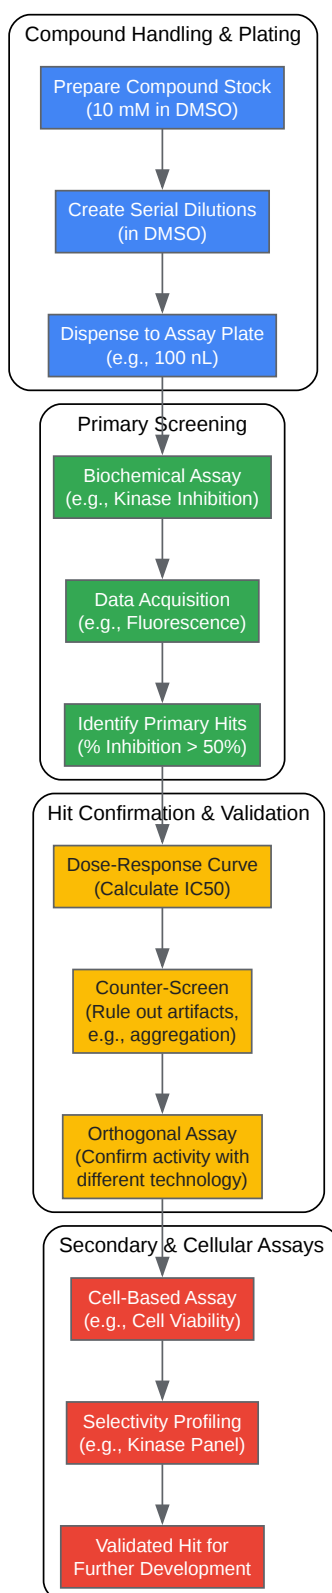 Compound Handling & Plating
Prepare Compound Stock
(10 mM in DMSO)
Create Serial Dilutions
(in DMSO)
Dispense to Assay Plate
(e.g., 100 nL)
Primary Screening
Biochemical Assay
(e.g., Kinase Inhibition)
Data Acquisition
(e.g., Fluorescence)
Identify Primary Hits
(% Inhibition > 50%)
Hit Confirmation & Validation
Dose-Response Curve
(Calculate IC50)
Counter-Screen
(Rule out artifacts,
e.g., aggregation)
Orthogonal Assay
(Confirm activity with
different technology)
Secondary & Cellular Assays
Cell-Based Assay
(e.g., Cell Viability)
Selectivity Profiling
(e.g., Kinase Panel)
Validated Hit for
Further Development